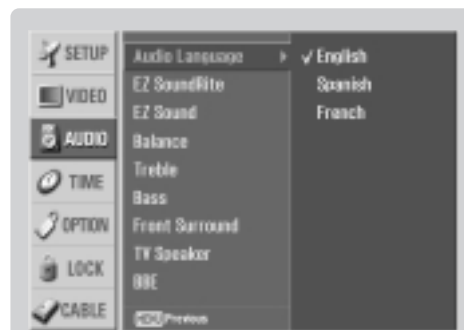 SETUP
VIDEO
AUDIO
TIME
OPTION
LOCK
CABLE
Audio Language
EZ SoundRite
EZ Sound
Balance
Treble
Bass
Front Surround
TV Speaker
BBE
MENU Previous
✓ English
Spanish
French